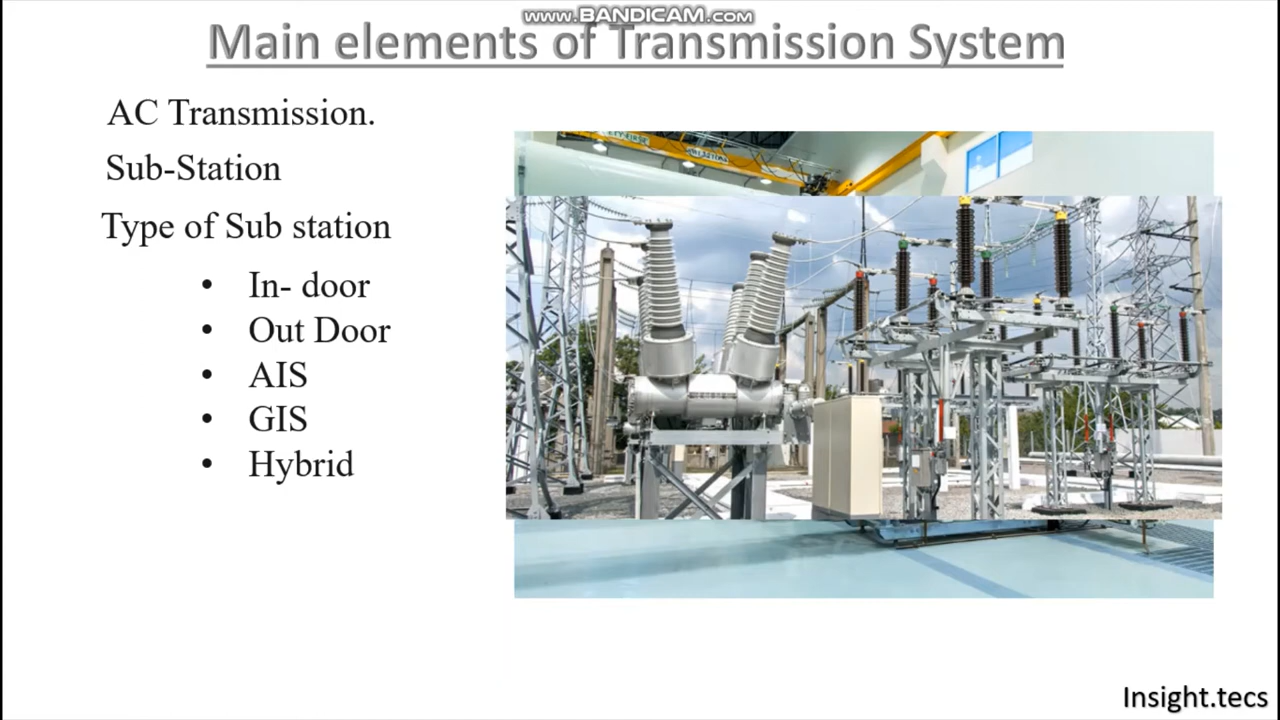 www.BANDICAM.com
Main elements of Transmission System
AC Transmission.
Sub-Station
Type of Sub station
• In- door
• Out Door
• AIS
• GIS
• Hybrid
Insight.tecs